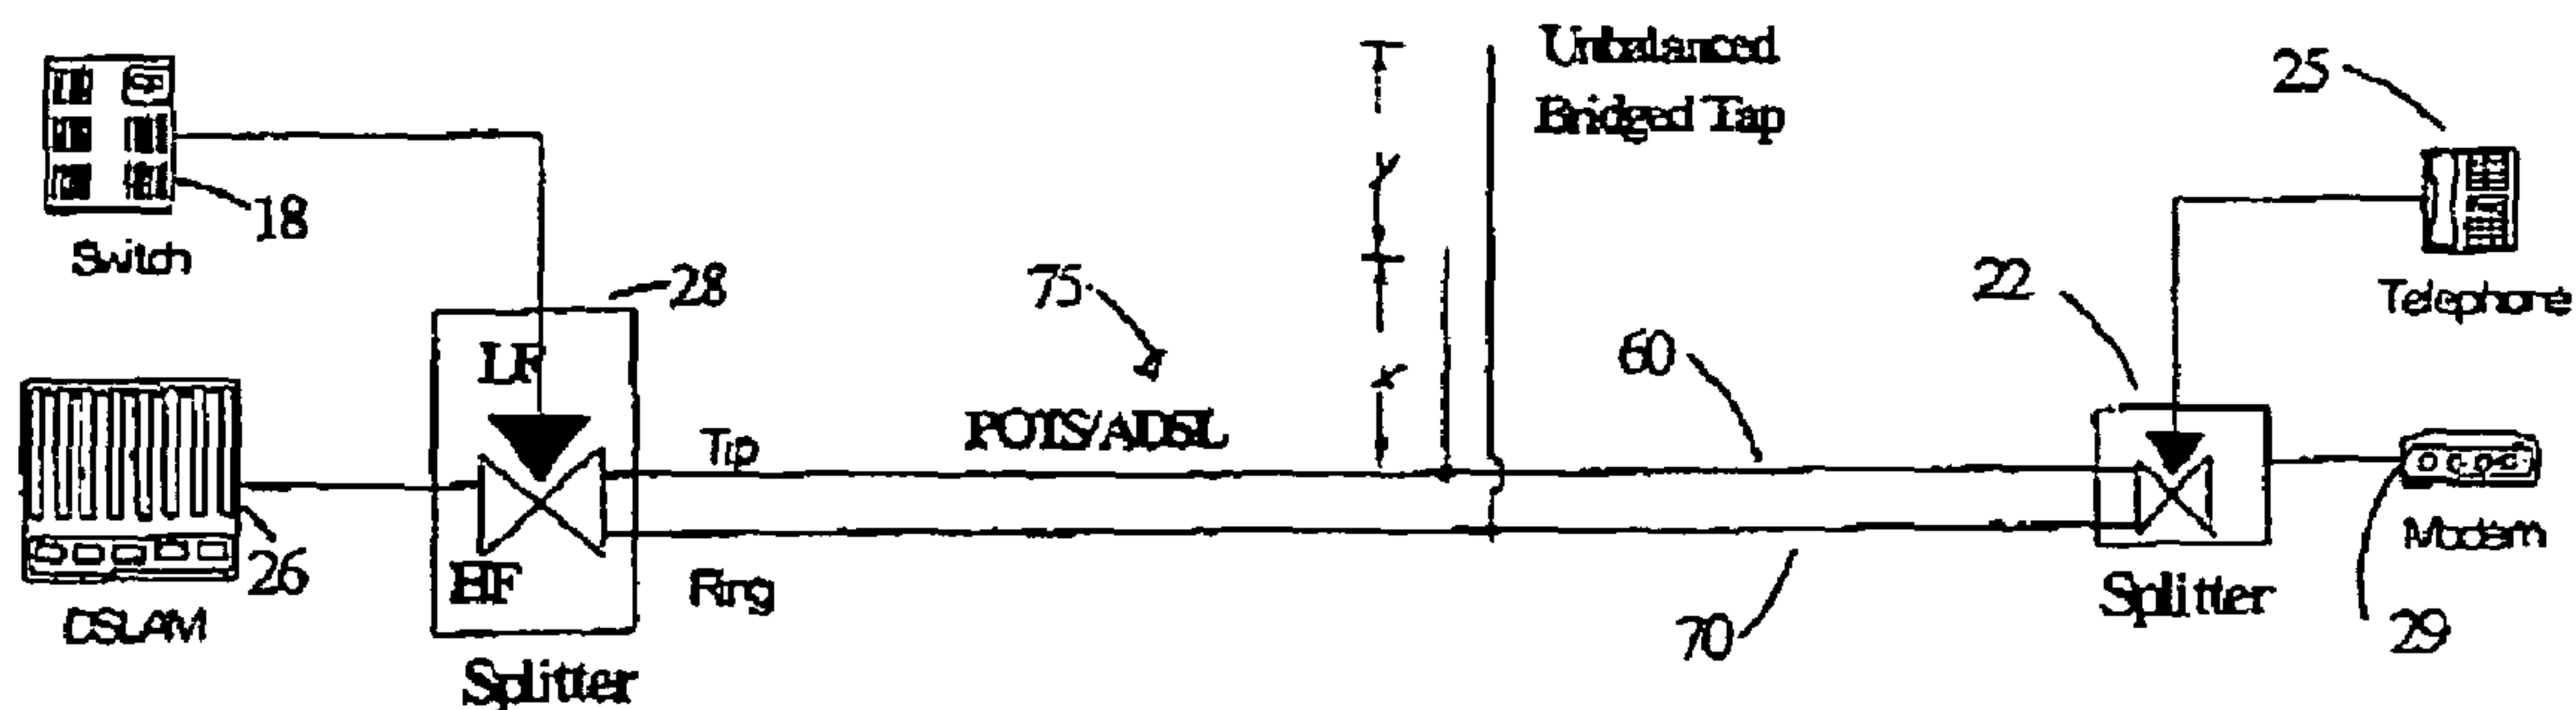 Unbalanced
Bridged Tap
25
18
Switch
y
28
75
22
Telephone
LF
x
60
POTS/ADSL
Tip
26
HF
Ring
DSLAM
Splitter
70
Splitter
Modem
29